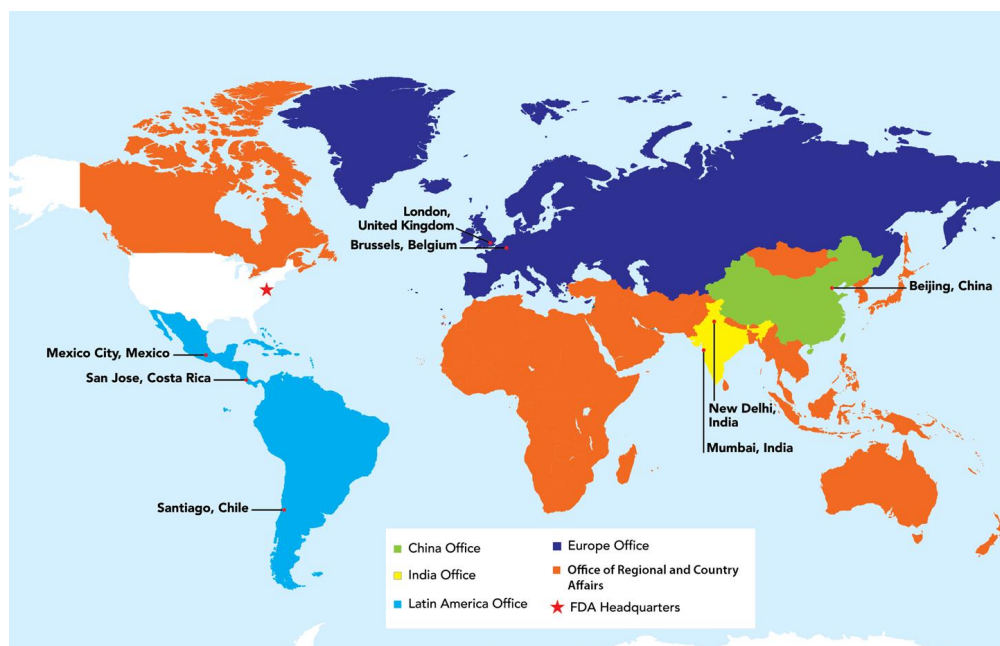 London,
United Kingdom
Brussels, Belgium
Beijing, China
Mexico City, Mexico
San Jose, Costa Rica
New Delhi,
India
Mumbai, India
Santiago, Chile
China Office
India Office
Latin America Office
Europe Office
Office of Regional and Country
Affairs
FDA Headquarters